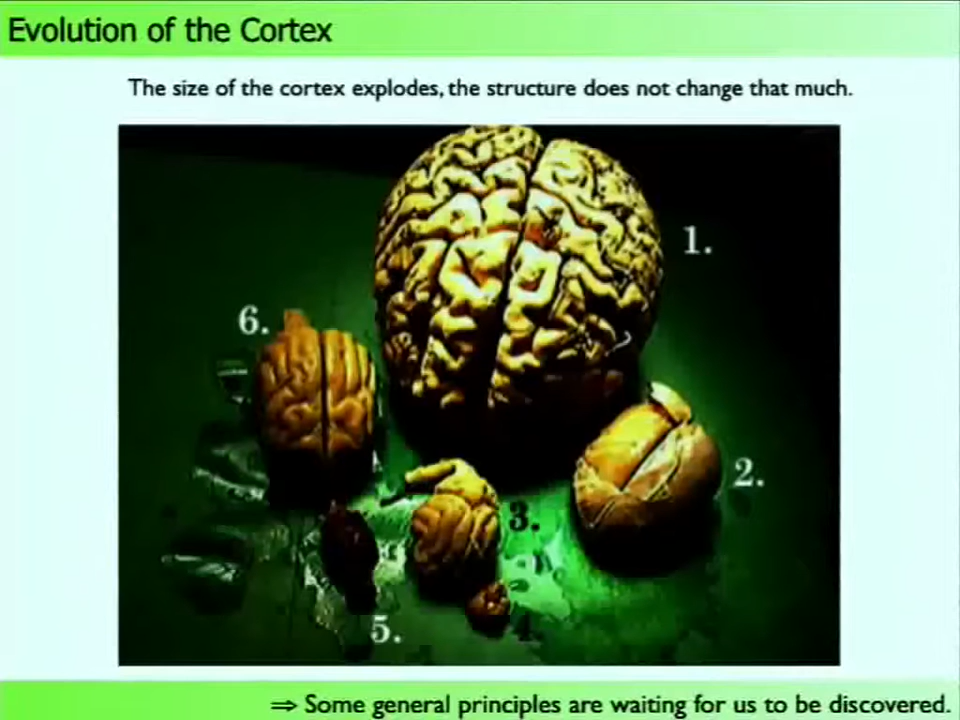 Evolution of the Cortex
The size of the cortex explodes, the structure does not change that much.
1.
6.
2.
3.
4.
5.
⇒ Some general principles are waiting for us to be discovered.